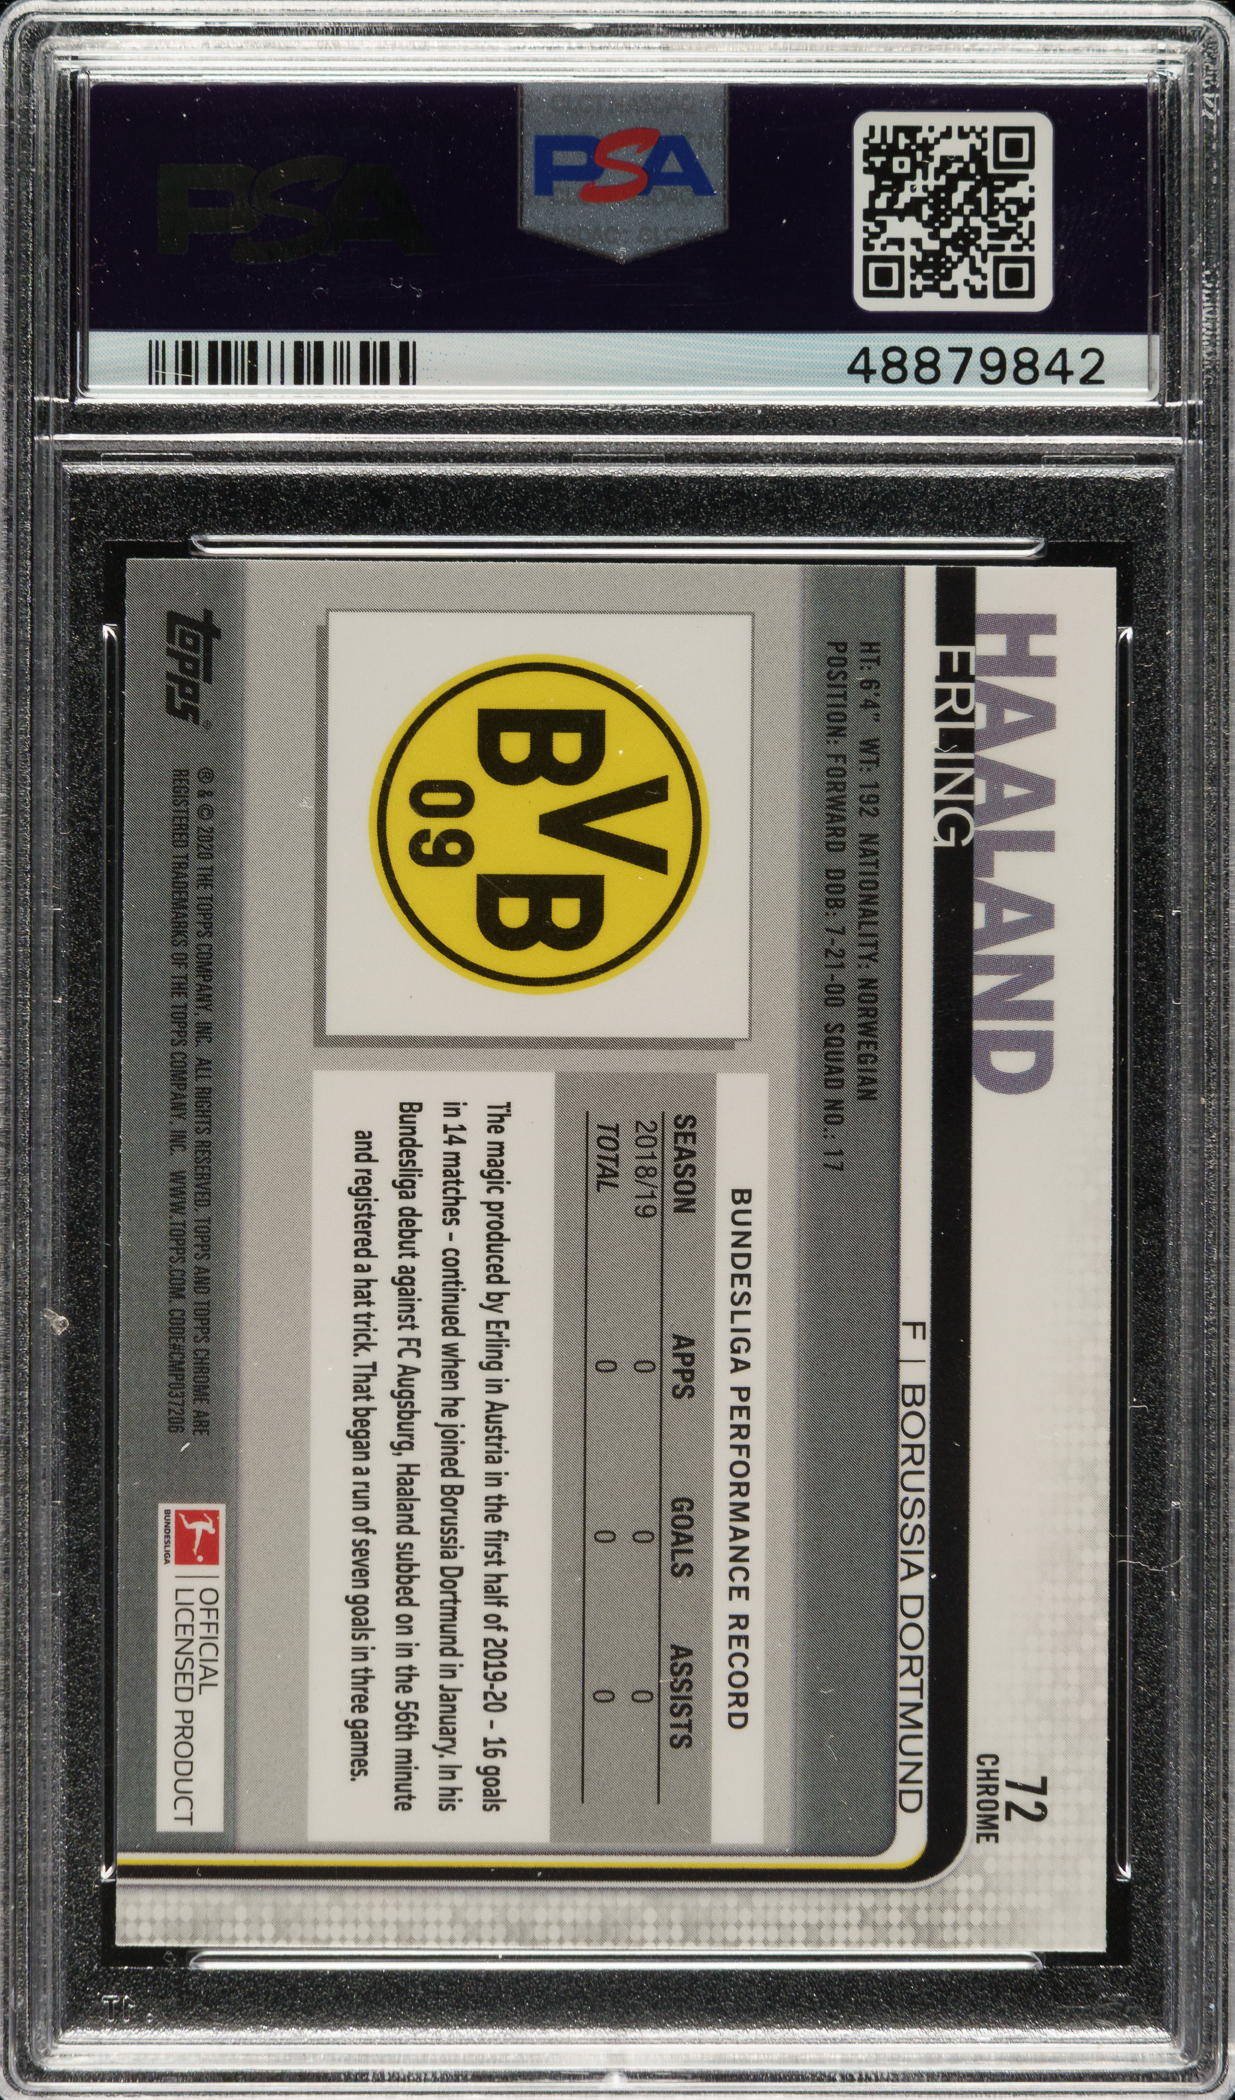 CLCT NASDAQ
PSA
PSA
48879842
HAALAND
ERLING
72
CHROME
F | BORUSSIA DORTMUND
HT: 6'4" WT: 192 NATIONALITY: NORWEGIAN
POSITION: FORWARD DOB: 7-21-00 SQUAD NO.: 17
BVB
09
BUNDESLIGA PERFORMANCE RECORD
SEASON APPS GOALS ASSISTS
2018/19 0 0 0
TOTAL 0 0 0
The magic produced by Erling in Austria in the first half of 2019-20 – 16 goals
in 14 matches – continued when he joined Borussia Dortmund in January. In his
Bundesliga debut against FC Augsburg, Haaland subbed on in the 56th minute
and registered a hat trick. That began a run of seven goals in three games.
topps®
® & © 2020 THE TOPPS COMPANY, INC. ALL RIGHTS RESERVED. TOPPS AND TOPPS CHROME ARE
REGISTERED TRADEMARKS OF THE TOPPS COMPANY, INC. WWW.TOPPS.COM. CODE#CMP037206
BUNDESLIGA
OFFICIAL
LICENSED PRODUCT